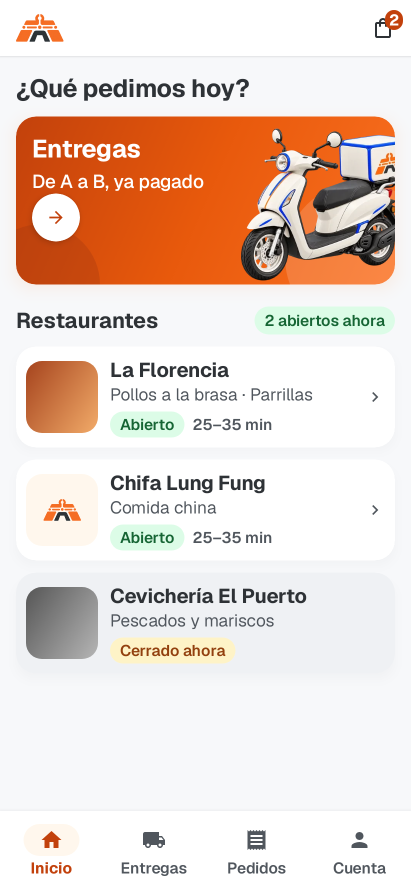 2
¿Qué pedimos hoy?
Entregas
De A a B, ya pagado
Restaurantes
2 abiertos ahora
La Florencia
Pollos a la brasa · Parrillas
Abierto
25–35 min
Chifa Lung Fung
Comida china
Abierto
25–35 min
Cevichería El Puerto
Pescados y mariscos
Cerrado ahora
Inicio
Entregas
Pedidos
Cuenta